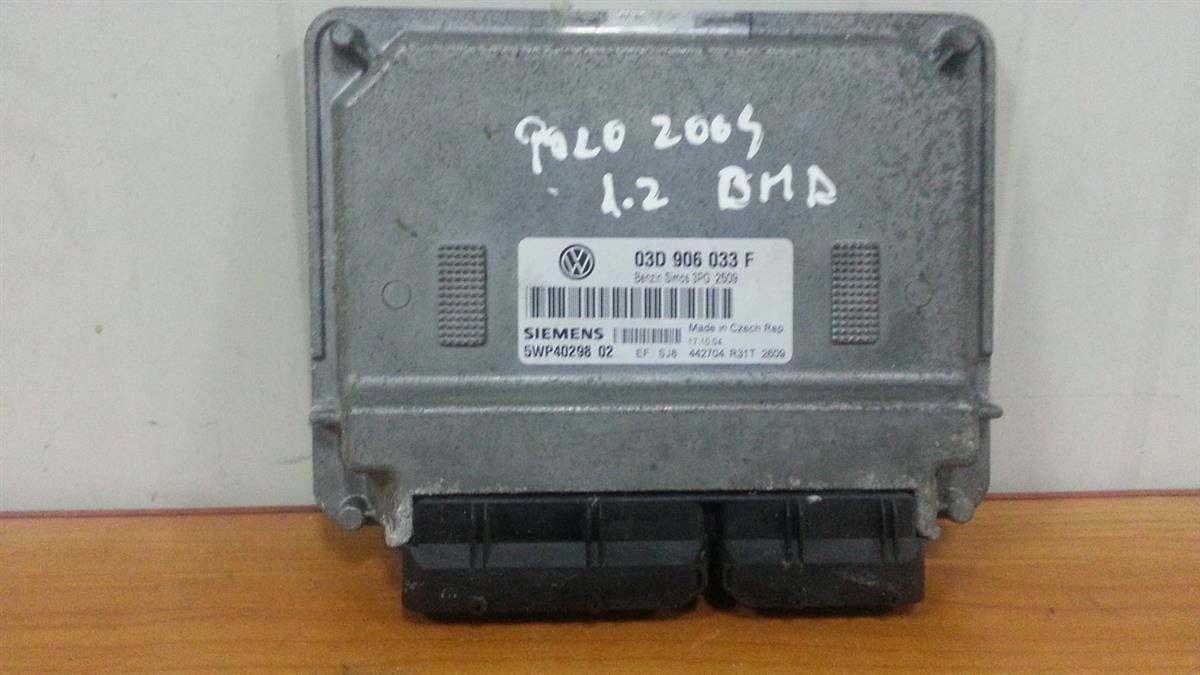 POLO 2004
1.2 BMD
VW
03D 906 033 F
Benzin Simos 3PG 2509
SIEMENS Made in Czech Rep.
17.10.04
5WP40298 02 EF SJ8 442704 R31T 2609